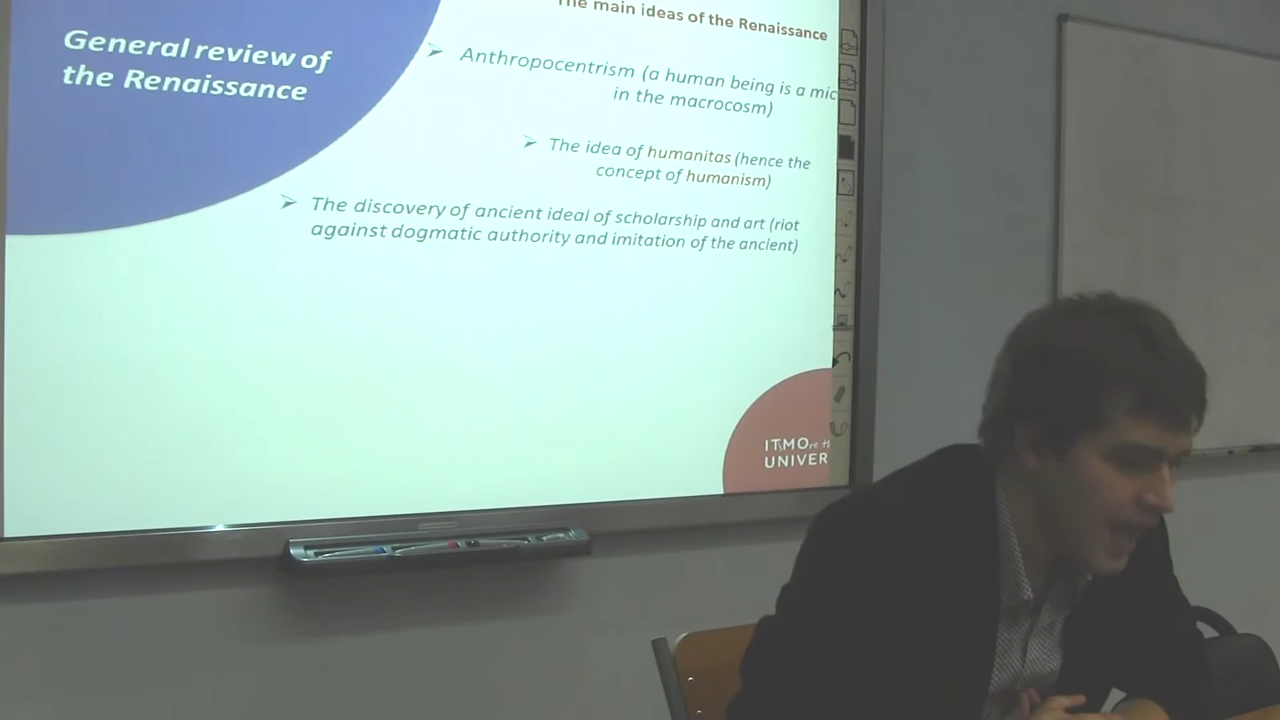 General review of
the Renaissance
The main ideas of the Renaissance
Anthropocentrism (a human being is a mic
in the macrocosm)
The idea of humanitas (hence the
concept of humanism)
The discovery of ancient ideal of scholarship and art (riot
against dogmatic authority and imitation of the ancient)
ITMO
UNIVER